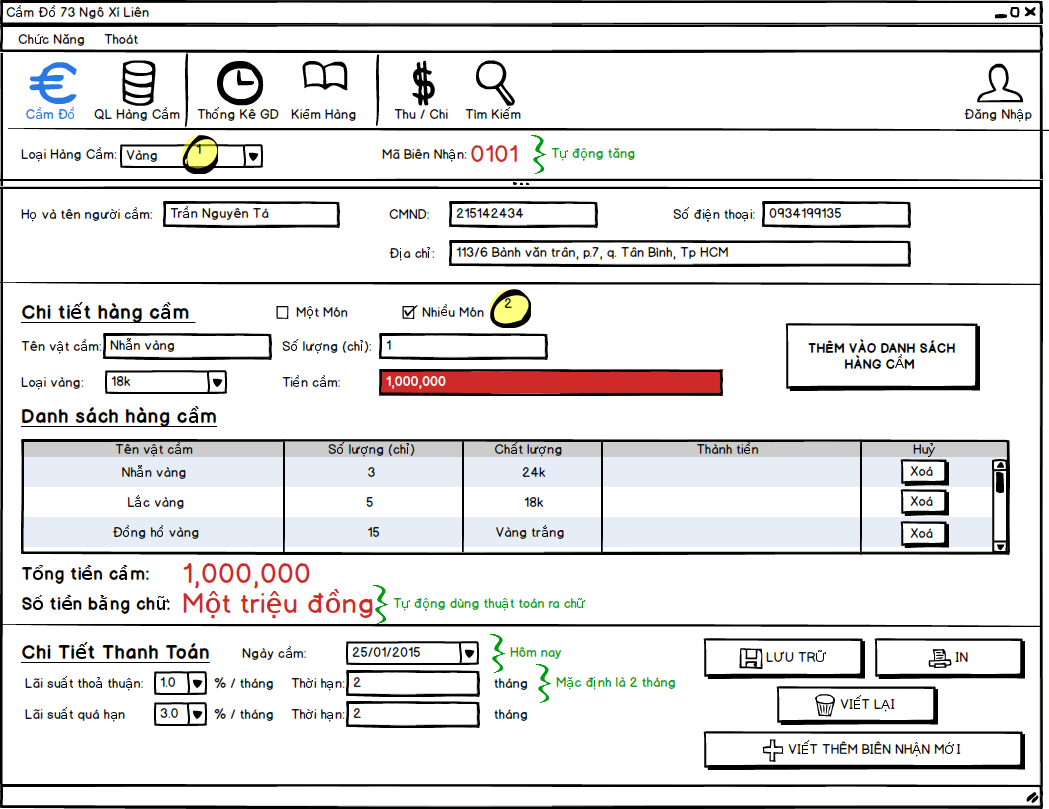 Cầm Đồ 73 Ngô Xí Liên
Chức Năng Thoát
Cầm Đồ QL Hàng Cầm Thống Kê GD Kiểm Hàng Thu / Chi Tìm Kiếm Đăng Nhập
Loại Hàng Cầm: Vàng 1 Mã Biên Nhận: 0101 Tự động tăng
Họ và tên người cầm: Trần Nguyên Tá CMND: 215142434 Số điện thoại: 0934199135
Địa chỉ: 113/6 Bành văn trân, p.7, q. Tân Bình, Tp HCM
Chi tiết hàng cầm Một Món Nhiều Món 2
Tên vật cầm: Nhẫn vàng Số lượng (chỉ): 1
THÊM VÀO DANH SÁCH
HÀNG CẦM
Loại vàng: 18k Tiền cầm: 1,000,000
Danh sách hàng cầm
Tên vật cầm Số lượng (chỉ) Chất lượng Thành tiền Huỷ
Nhẫn vàng 3 24k Xoá
Lắc vàng 5 18k Xoá
Đồng hồ vàng 15 Vàng trắng Xoá
Tổng tiền cầm: 1,000,000
Số tiền bằng chữ: Một triệu đồng Tự động dùng thuật toán ra chữ
Chi Tiết Thanh Toán Ngày cầm: 25/01/2015 Hôm nay LƯU TRỮ IN
Lãi suất thoả thuận: 1.0 % / tháng Thời hạn: 2 tháng Mặc định là 2 tháng
VIẾT LẠI
Lãi suất quá hạn 3.0 % / tháng Thời hạn: 2 tháng
VIẾT THÊM BIÊN NHẬN MỚI